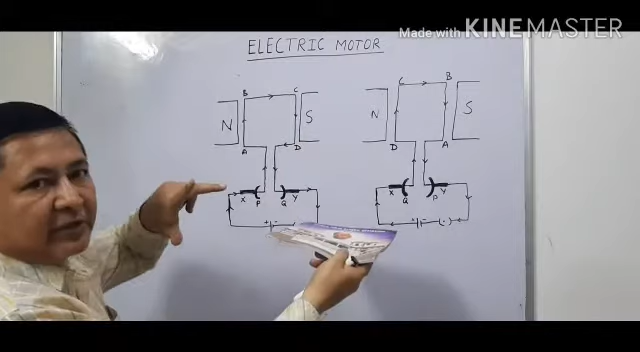 Made with KINEMASTER
ELECTRIC MOTOR
B C
N S
A D
X P Q Y
+ -
C B
N S
D A
X Q P Y
+ - (·)